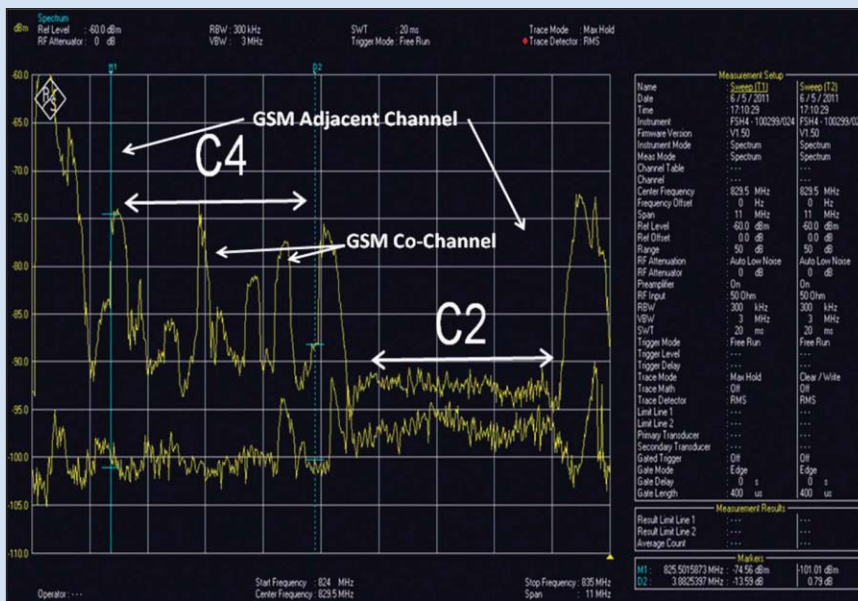 Spectrum
dBm Ref Level : -60.0 dBm RBW : 300 kHz SWT : 20 ms Trace Mode : Max Hold
RF Attenuator : 0 dB VBW : 3 MHz Trigger Mode : Free Run Trace Detector : RMS
M1 D2
-60.0
-65.0
-70.0
-75.0
-80.0
-85.0
-90.0
-95.0
-100.0
-105.0
-110.0
R S
GSM Adjacent Channel
C4
GSM Co-Channel
C2
Start Frequency : 824 MHz Stop Frequency : 835 MHz
Operator : --- Center Frequency : 829.5 MHz Span : 11 MHz
Measurement Setup
Name : Sweep (T1) Sweep (T2)
Date : 6 / 5 / 2011 6 / 5 / 2011
Time : 17:10:29 17:10:29
Instrument : FSH4 - 100299/024 FSH4 - 100299/02
Firmware Version : V1.50 V1.50
Instrument Mode : Spectrum Spectrum
Meas Mode : Spectrum Spectrum
Channel Table : --- ---
Channel : --- ---
Center Frequency : 829.5 MHz 829.5 MHz
Frequency Offset : 0 Hz 0 Hz
Span : 11 MHz 11 MHz
Ref Level : -60.0 dBm -60.0 dBm
Ref Offset : 0.0 dB 0.0 dB
Range : 50 dB 50 dB
RF Attenuation : Auto Low Noise Auto Low Noise
RF Attenuator : 0 dB 0 dB
Preamplifier : On On
RF Input : 50 Ohm 50 Ohm
RBW : 300 kHz 300 kHz
VBW : 3 MHz 3 MHz
SWT : 20 ms 20 ms
Trigger Mode : Free Run Free Run
Trigger Level : --- ---
Trigger Delay : --- ---
Trace Mode : Max Hold Clear / Write
Trace Math : Off Off
Trace Detector : RMS RMS
Limit Line 1 : --- ---
Limit Line 2 : --- ---
Primary Transducer : --- ---
Secondary Transducer : --- ---
Gated Trigger : Off Off
Gate Mode : Edge Edge
Gate Delay : 0 s 0 s
Gate Length : 400 us 400 us
Measurement Results
Result Limit Line 1 : --- ---
Result Limit Line 2 : --- ---
Average Count : --- ---
Markers
M1 : 825.5015873 MHz : -74.56 dBm -101.01 dBm
D2 : 3.8825397 MHz : -13.59 dB 0.79 dB